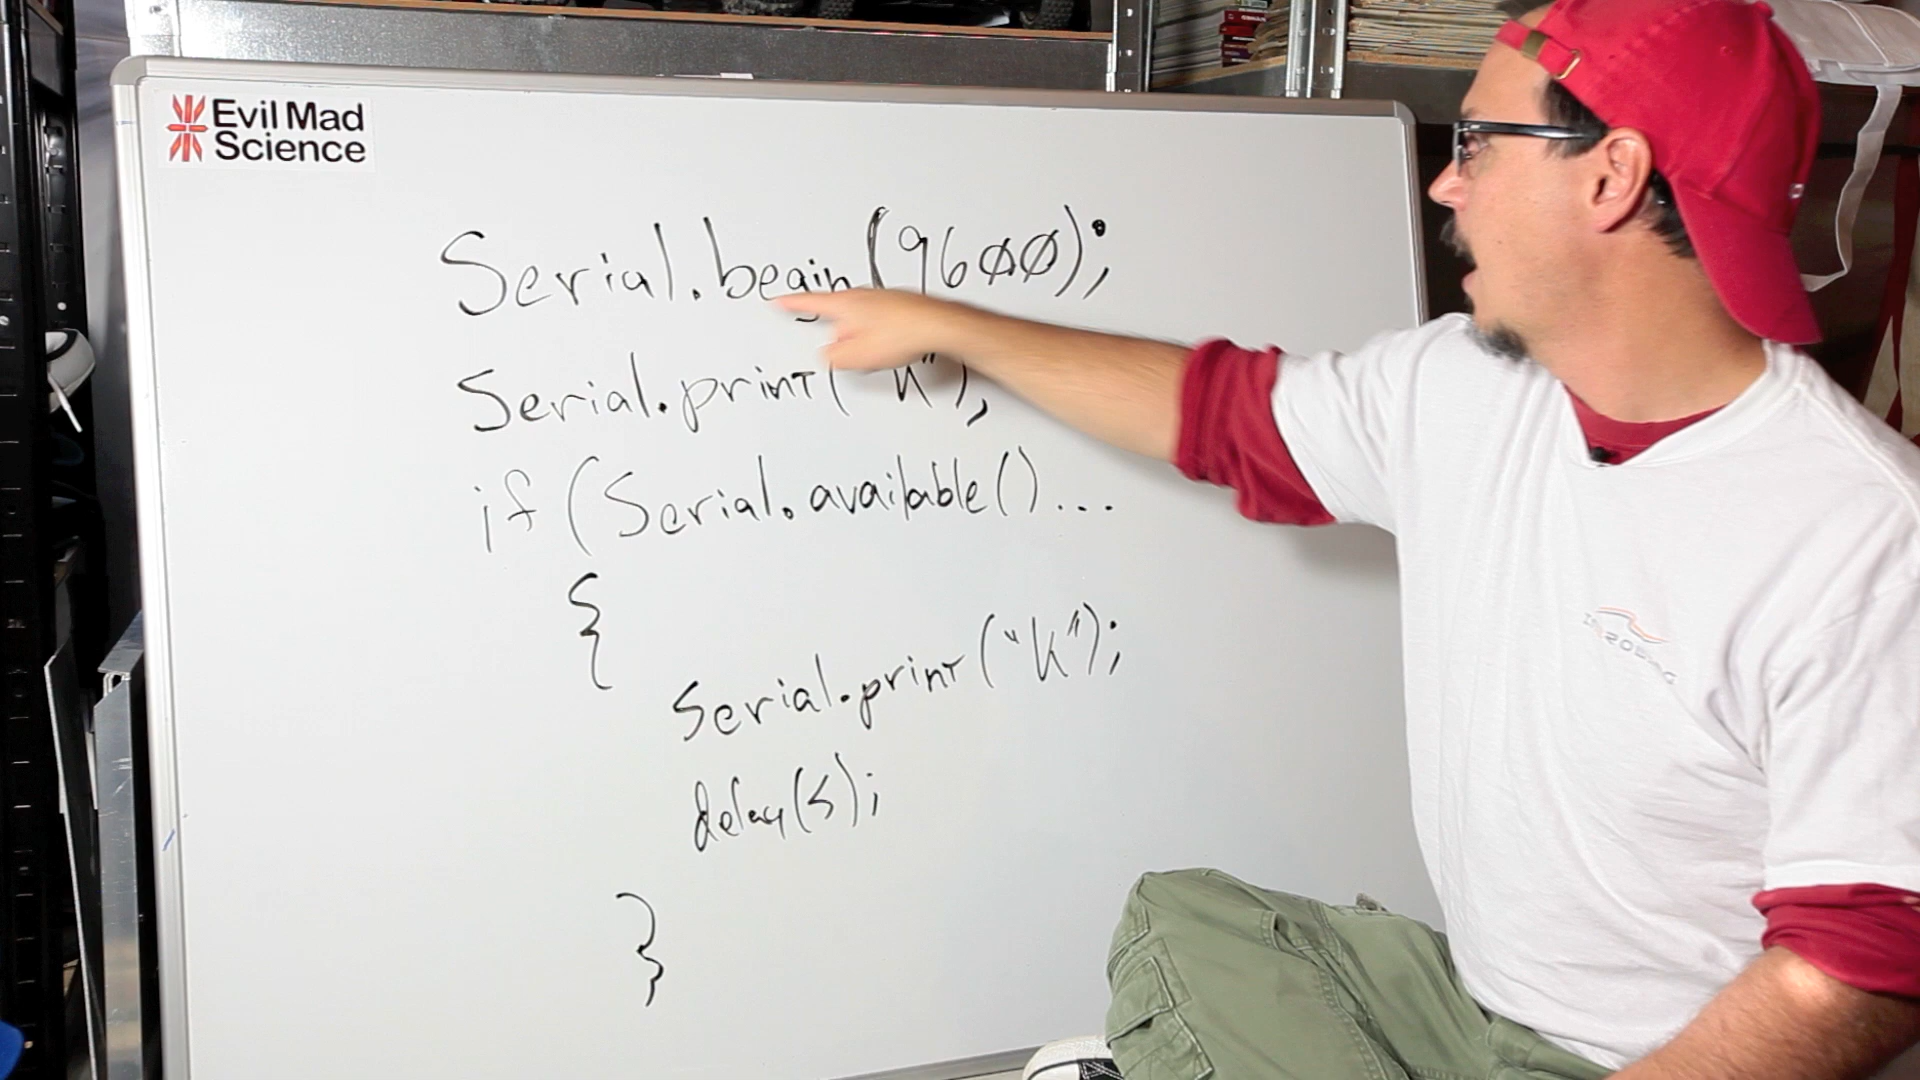 Evil Mad
Science
Serial.begin(9600);
Serial.print("K");
if (Serial.available()...
{
Serial.print("K");
delay(5);
}